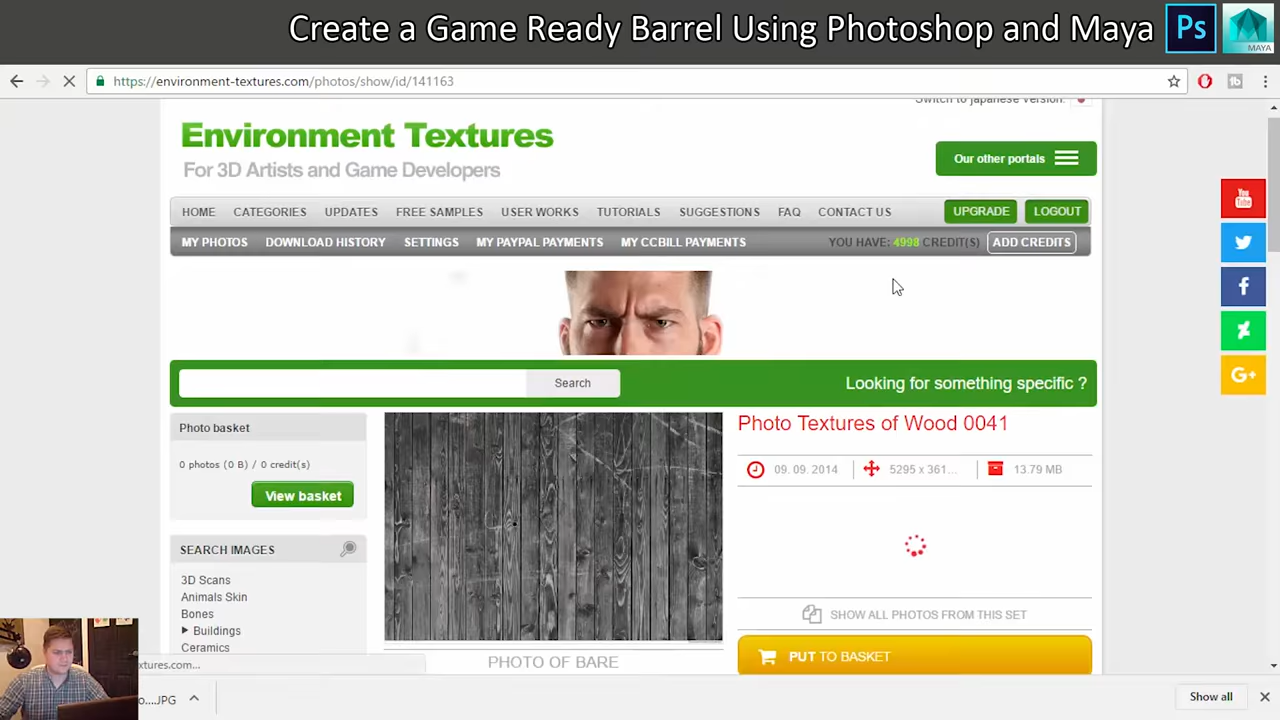 Create a Game Ready Barrel Using Photoshop and Maya
Ps
MAYA
https://environment-textures.com/photos/show/id/141163
Switch to Japanese version:
Environment Textures
For 3D Artists and Game Developers
Our other portals
HOME CATEGORIES UPDATES FREE SAMPLES USER WORKS TUTORIALS SUGGESTIONS FAQ CONTACT US UPGRADE LOGOUT
MY PHOTOS DOWNLOAD HISTORY SETTINGS MY PAYPAL PAYMENTS MY CCBILL PAYMENTS YOU HAVE: 4998 CREDIT(S) ADD CREDITS
You Tube
Search
Looking for something specific ?
G+
Photo basket
Photo Textures of Wood 0041
0 photos (0 B) / 0 credit(s)
09. 09. 2014 5295 x 361... 13.79 MB
View basket
SEARCH IMAGES
3D Scans
Animals Skin
Bones
Buildings
Ceramics
SHOW ALL PHOTOS FROM THIS SET
PUT TO BASKET
PHOTO OF BARE
xtures.com...
o....JPG
Show all